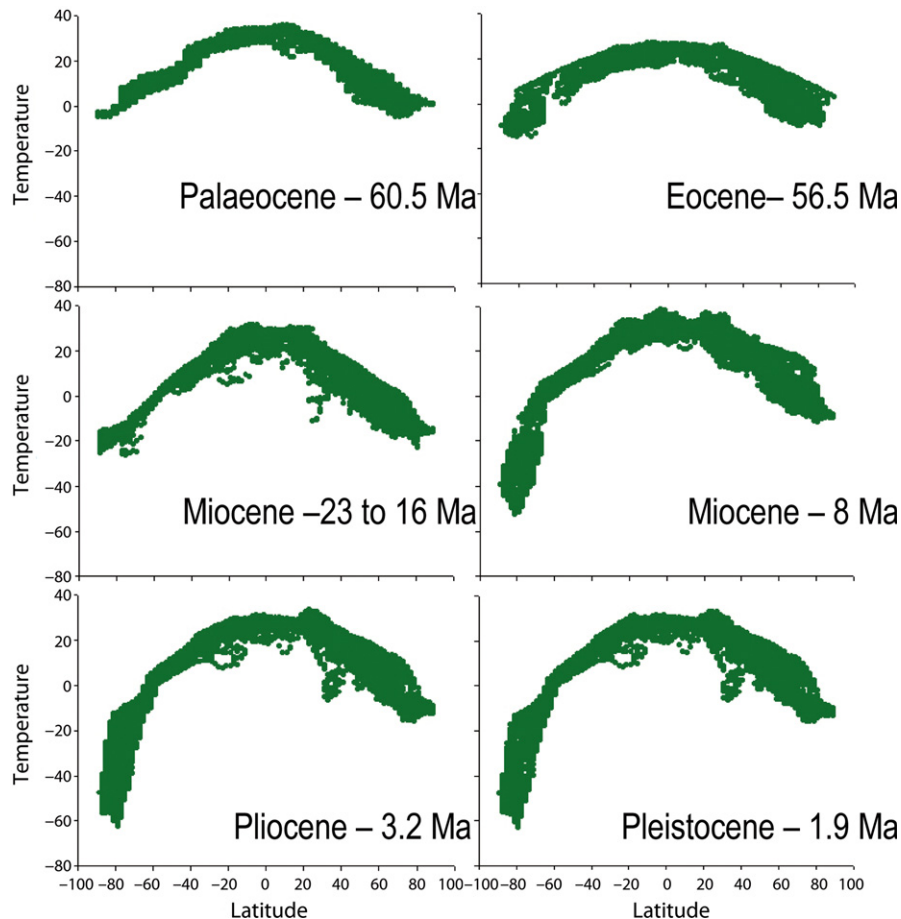 40
20
0
−20
−40
−60
−80
Temperature
Palaeocene – 60.5 Ma
Eocene– 56.5 Ma
40
20
0
−20
−40
−60
−80
Temperature
Miocene –23 to 16 Ma
Miocene – 8 Ma
40
20
0
−20
−40
−60
−80
Temperature
Pliocene – 3.2 Ma
Pleistocene – 1.9 Ma
−100 −80 −60 −40 −20 0 20 40 60 80 100
−80 −60 −40 −20 0 20 40 60 80 100
Latitude
Latitude